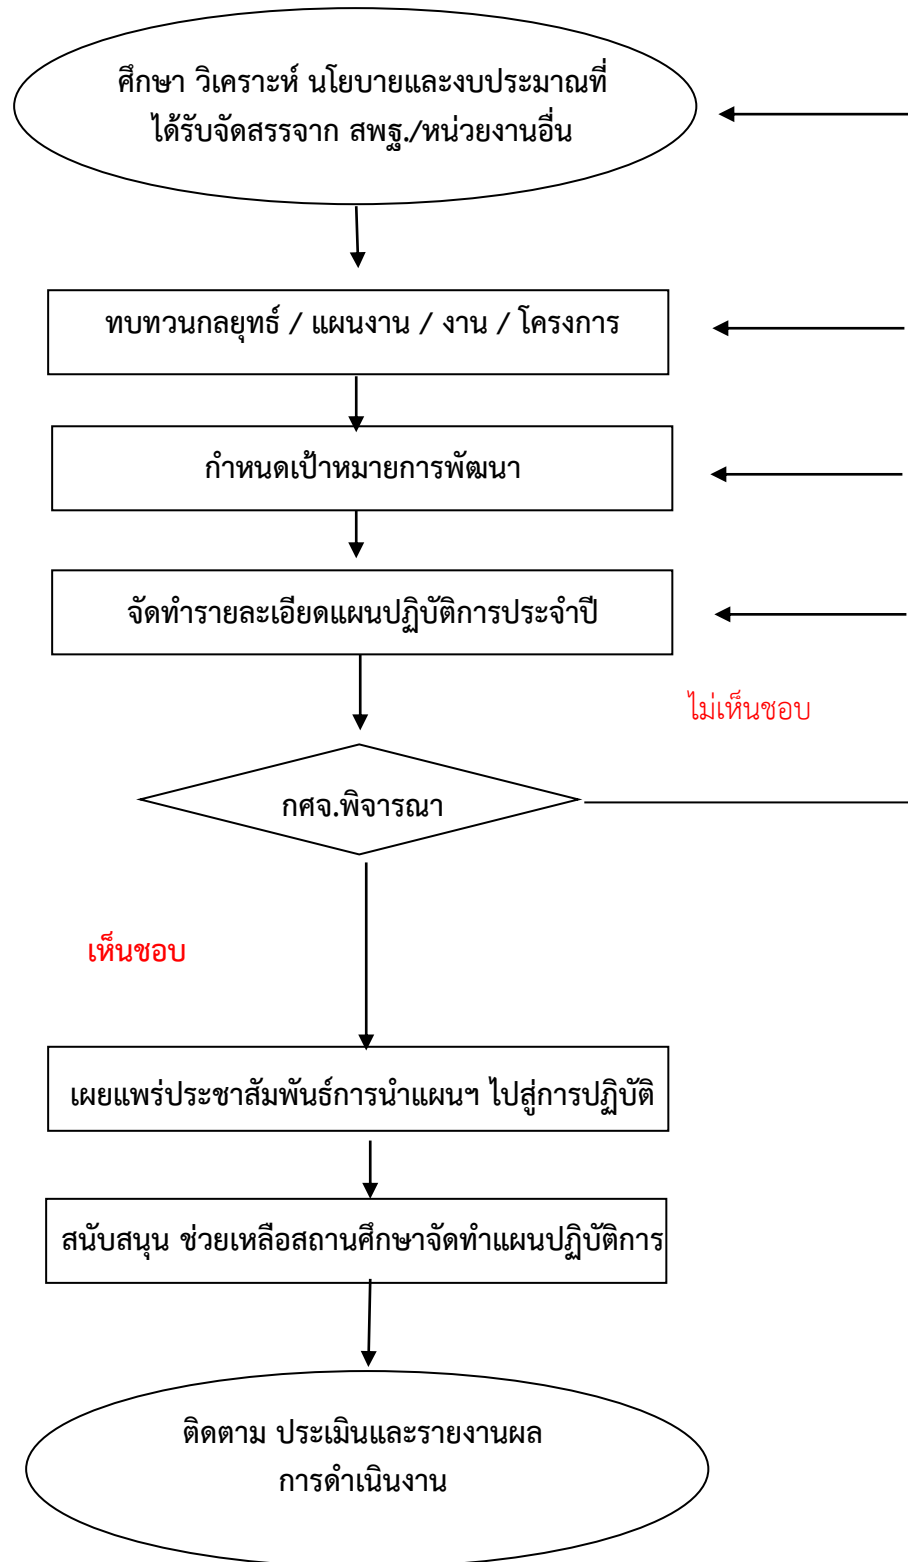 ศึกษา วิเคราะห์ นโยบายและงบประมาณที่
ได้รับจัดสรรจาก สพฐ./หน่วยงานอื่น
ทบทวนกลยุทธ์ / แผนงาน / งาน / โครงการ
กำหนดเป้าหมายการพัฒนา
จัดทำรายละเอียดแผนปฏิบัติการประจำปี
ไม่เห็นชอบ
กศจ.พิจารณา
เห็นชอบ
เผยแพร่ประชาสัมพันธ์การนำแผนฯ ไปสู่การปฏิบัติ
สนับสนุน ช่วยเหลือสถานศึกษาจัดทำแผนปฏิบัติการ
ติดตาม ประเมินและรายงานผล
การดำเนินงาน